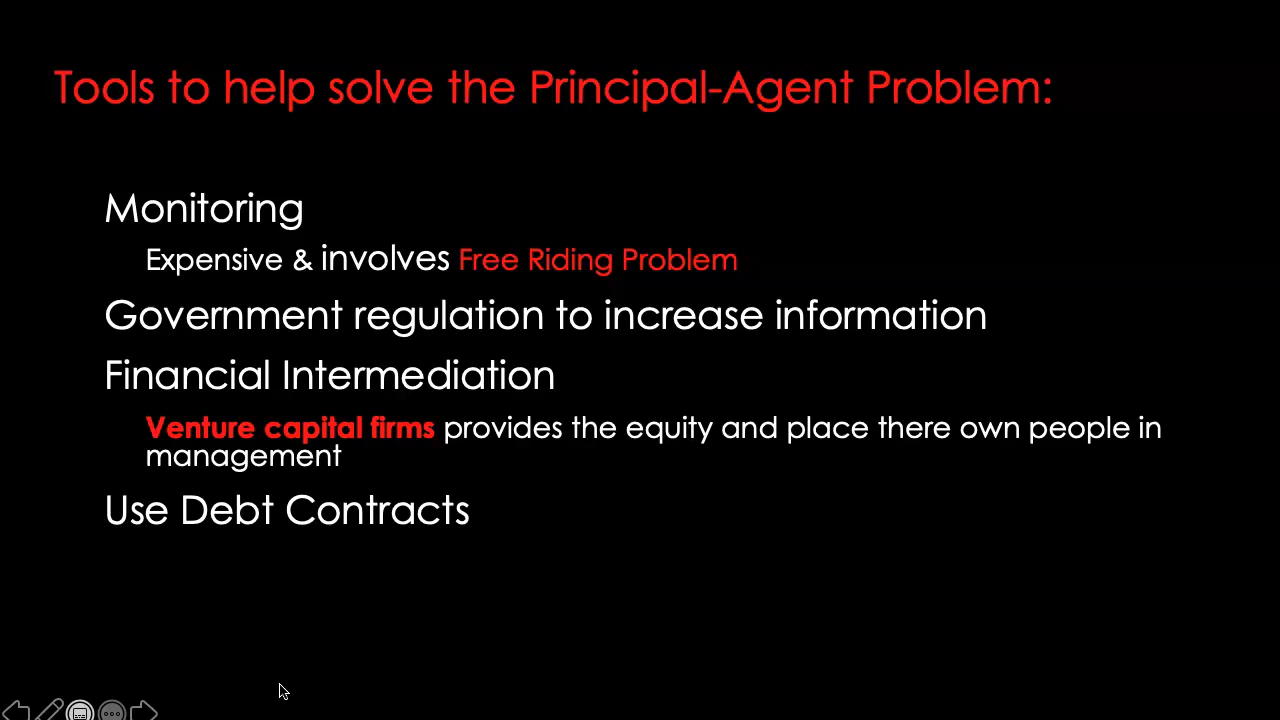 Tools to help solve the Principal-Agent Problem:
Monitoring
Expensive & involves Free Riding Problem
Government regulation to increase information
Financial Intermediation
Venture capital firms provides the equity and place there own people in
management
Use Debt Contracts